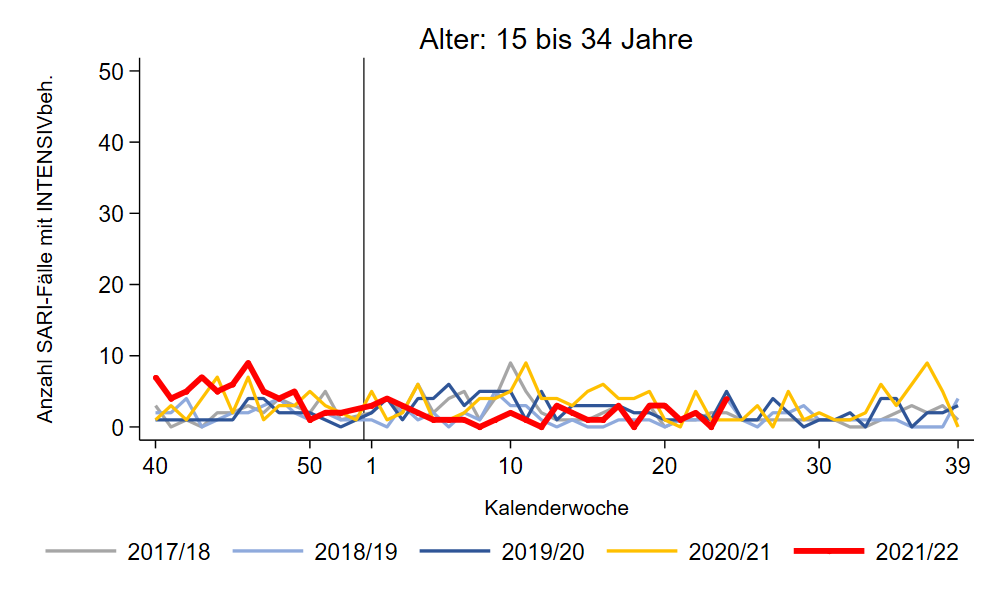 Alter: 15 bis 34 Jahre
Anzahl SARI-Fälle mit INTENSIVbeh.
50
40
30
20
10
0
40 50 1 10 20 30 39
Kalenderwoche
2017/18 2018/19 2019/20 2020/21 2021/22